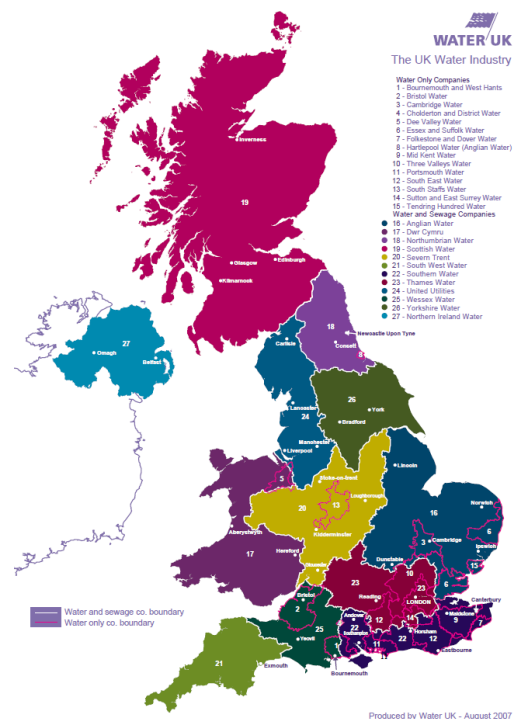 WATER UK
The UK Water Industry
Water Only Companies
1 - Bournemouth and West Hants
2 - Bristol Water
3 - Cambridge Water
4 - Cholderton and District Water
5 - Dee Valley Water
6 - Essex and Suffolk Water
7 - Folkestone and Dover Water
8 - Hartlepool Water (Anglian Water)
9 - Mid Kent Water
10 - Three Valleys Water
11 - Portsmouth Water
12 - South East Water
13 - South Staffs Water
14 - Sutton and East Surrey Water
15 - Tendring Hundred Water
Water and Sewage Companies
16 - Anglian Water
17 - Dwr Cymru
18 - Northumbrian Water
19 - Scottish Water
20 - Severn Trent
21 - South West Water
22 - Southern Water
23 - Thames Water
24 - United Utilities
25 - Wessex Water
26 - Yorkshire Water
27 - Northern Ireland Water
Inverness
19
Glasgow
Edinburgh
Kilmarnock
18
Newcastle Upon Tyne
27
Omagh
Belfast
Carlisle
Consett
8
26
Lancaster
York
24
Bradford
Manchester
Liverpool
Lincoln
5
Stoke-on-trent
Loughborough
Norwich
20
13
16
6
Aberystwyth
Kidderminster
3
Cambridge
Ipswich
17
Hereford
Dunstable
15
23
10
6
Bristol
Reading
23
LONDON
2
Canterbury
Water and sewage co. boundary
Water only co. boundary
Andover
3
12
14
Maidstone
25
22
9
7
Yeovil
Southampton
11
22
Horsham
12
21
Exmouth
Bournemouth
Eastbourne
Produced by Water UK - August 2007